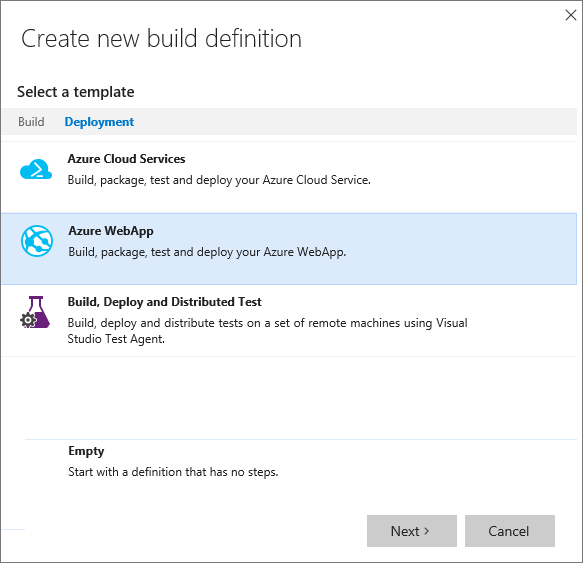 Create new build definition
Select a template
Build Deployment
Azure Cloud Services
Build, package, test and deploy your Azure Cloud Service.
Azure WebApp
Build, package, test and deploy your Azure WebApp.
Build, Deploy and Distributed Test
Build, deploy and distribute tests on a set of remote machines using Visual
Studio Test Agent.
Empty
Start with a definition that has no steps.
Next > Cancel